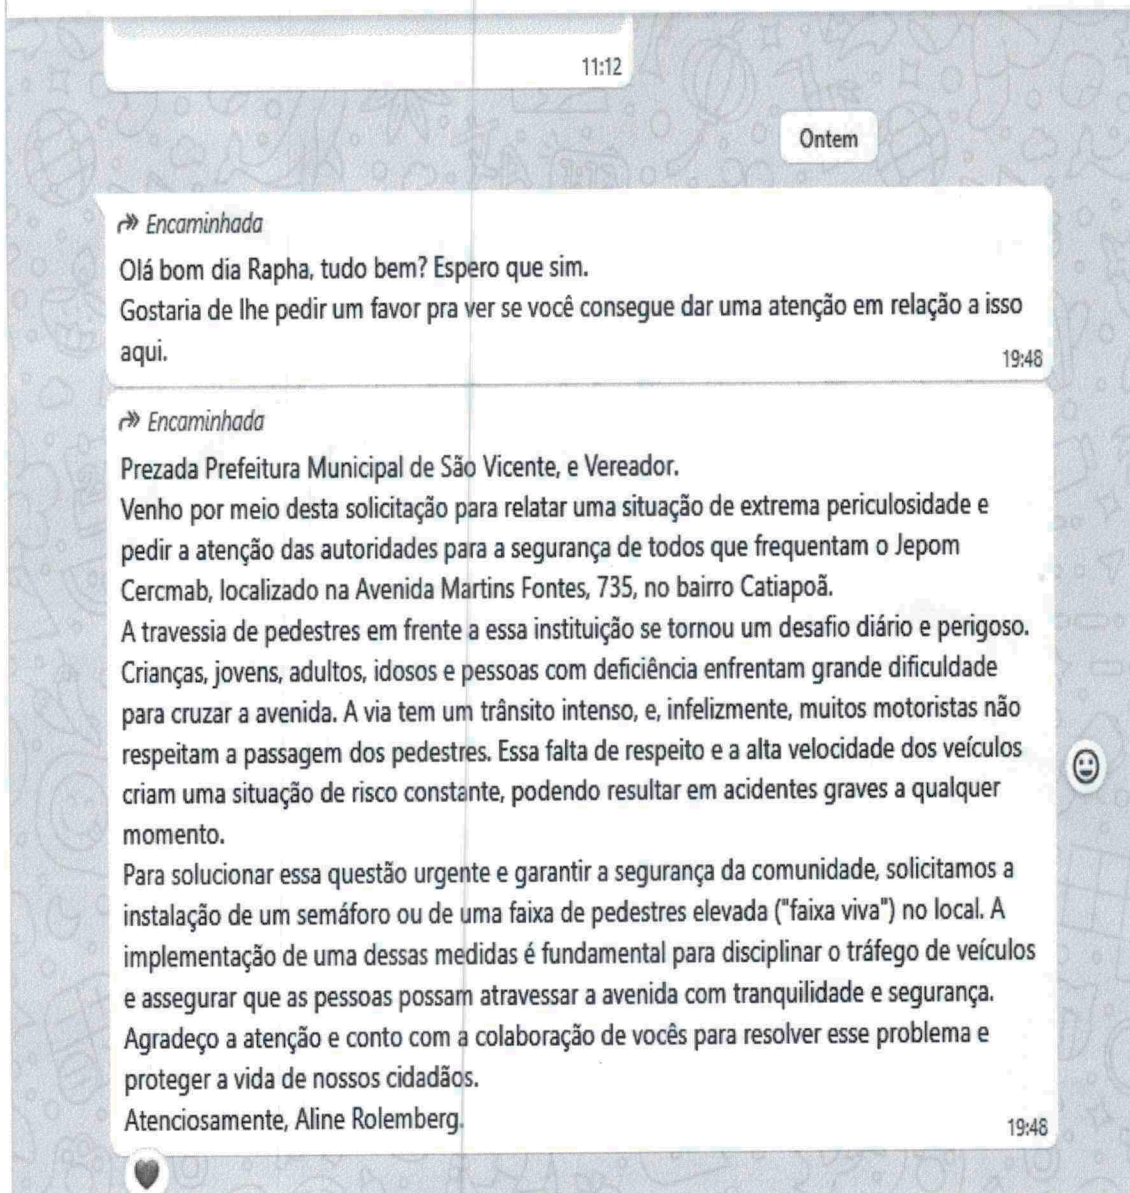 11:12
Ontem
Encaminhada
Olá bom dia Rapha, tudo bem? Espero que sim.
Gostaria de lhe pedir um favor pra ver se você consegue dar uma atenção em relação a isso
aqui.
19:48
Encaminhada
Prezada Prefeitura Municipal de São Vicente, e Vereador.
Venho por meio desta solicitação para relatar uma situação de extrema periculosidade e
pedir a atenção das autoridades para a segurança de todos que frequentam o Jepom
Cercmab, localizado na Avenida Martins Fontes, 735, no bairro Catiapoã.
A travessia de pedestres em frente a essa instituição se tornou um desafio diário e perigoso.
Crianças, jovens, adultos, idosos e pessoas com deficiência enfrentam grande dificuldade
para cruzar a avenida. A via tem um trânsito intenso, e, infelizmente, muitos motoristas não
respeitam a passagem dos pedestres. Essa falta de respeito e a alta velocidade dos veículos
criam uma situação de risco constante, podendo resultar em acidentes graves a qualquer
momento.
Para solucionar essa questão urgente e garantir a segurança da comunidade, solicitamos a
instalação de um semáforo ou de uma faixa de pedestres elevada ("faixa viva") no local. A
implementação de uma dessas medidas é fundamental para disciplinar o tráfego de veículos
e assegurar que as pessoas possam atravessar a avenida com tranquilidade e segurança.
Agradeço a atenção e conto com a colaboração de vocês para resolver esse problema e
proteger a vida de nossos cidadãos.
Atenciosamente, Aline Rolemberg.
19:48